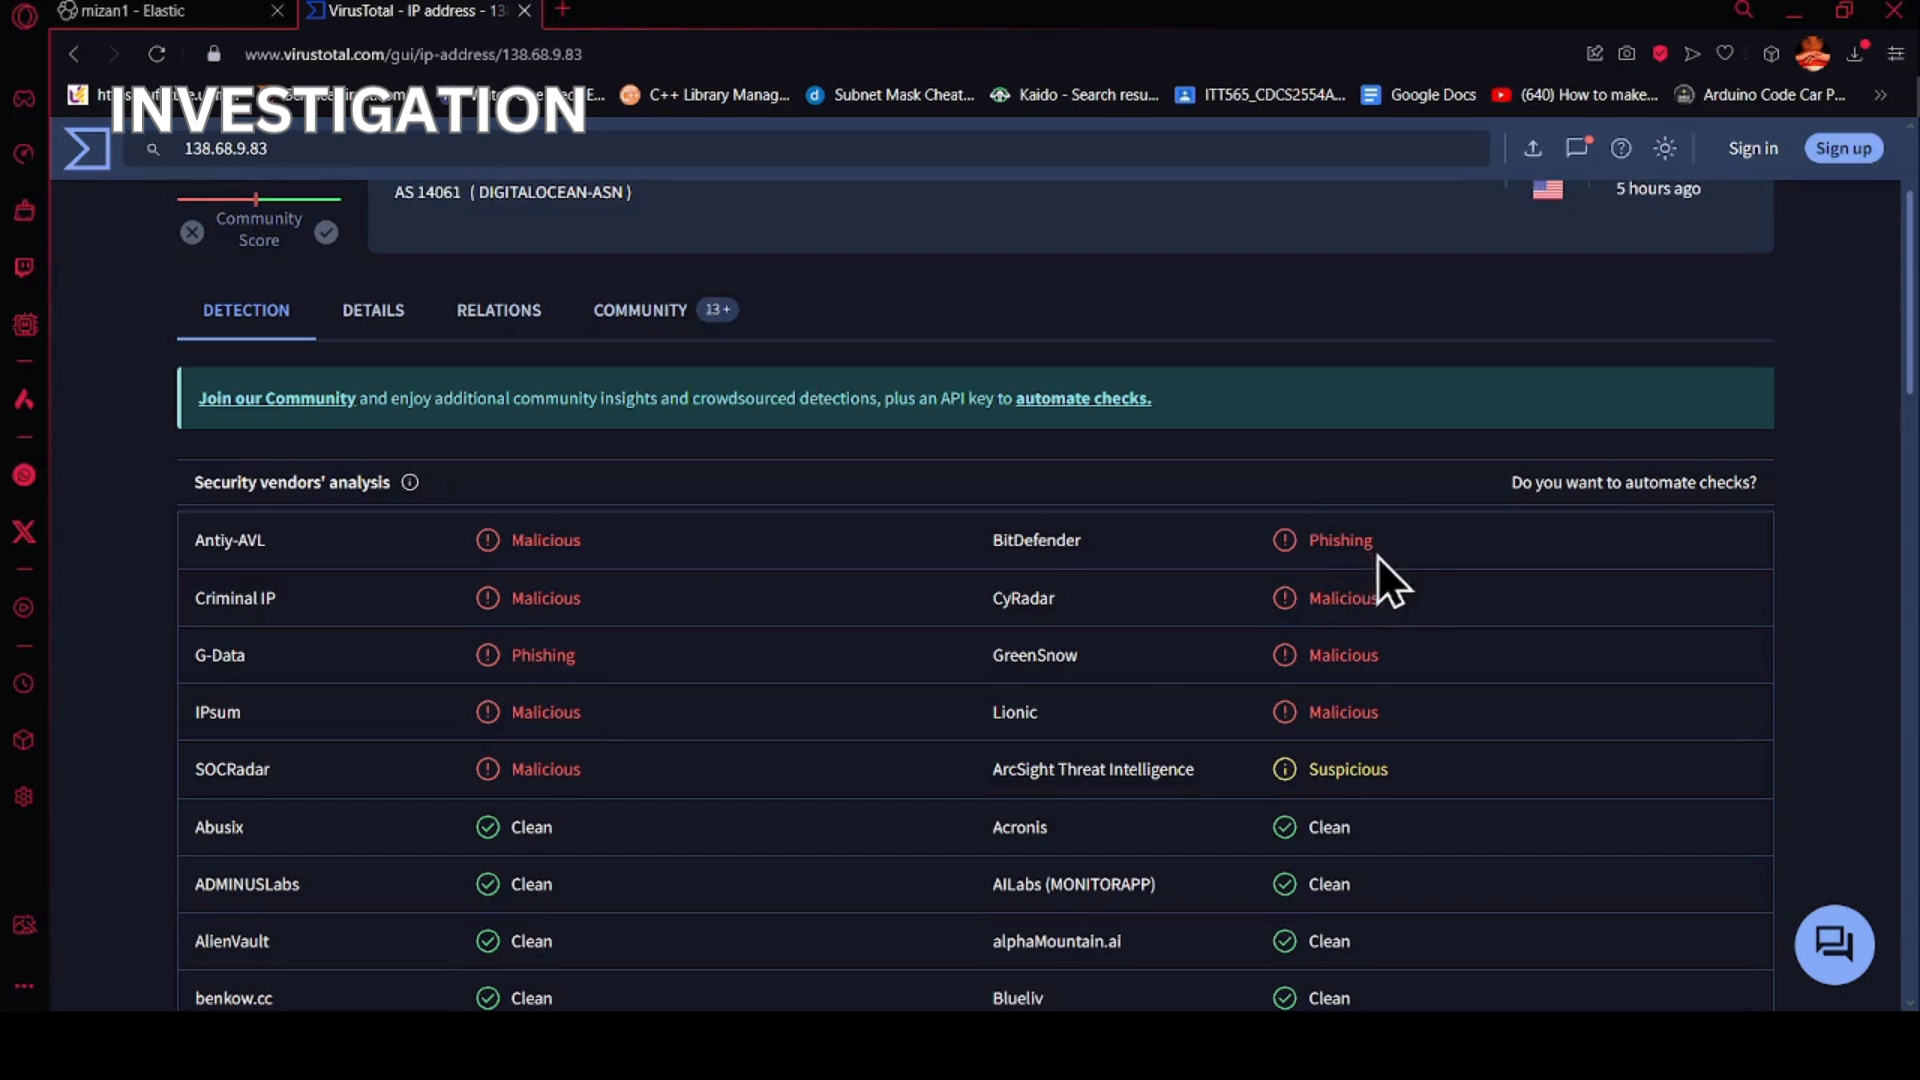 mizan1 - Elastic
VirusTotal - IP address - 13
www.virustotal.com/gui/ip-address/138.68.9.83
C++ Library Manag...
Subnet Mask Cheat...
Kaido - Search resu...
ITT565_CDCS2554A...
Google Docs
(640) How to make...
Arduino Code Car P...
INVESTIGATION
138.68.9.83
Sign in
Sign up
AS 14061 ( DIGITALOCEAN-ASN )
5 hours ago
Community
Score
DETECTION
DETAILS
RELATIONS
COMMUNITY 13+
Join our Community and enjoy additional community insights and crowdsourced detections, plus an API key to automate checks.
Security vendors' analysis
Do you want to automate checks?
Antiy-AVL Malicious BitDefender Phishing
Criminal IP Malicious CyRadar Malicious
G-Data Phishing GreenSnow Malicious
IPsum Malicious Lionic Malicious
SOCRadar Malicious ArcSight Threat Intelligence Suspicious
Abusix Clean Acronis Clean
ADMINUSLabs Clean AILabs (MONITORAPP) Clean
AlienVault Clean alphaMountain.ai Clean
benkow.cc Clean Blueliv Clean